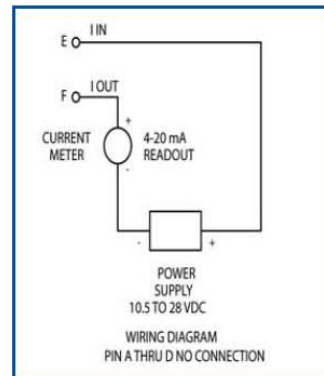 E I IN
F I OUT
+
CURRENT
METER
4-20 mA
READOUT
-
- +
POWER
SUPPLY
10.5 TO 28 VDC
WIRING DIAGRAM
PIN A THRU D NO CONNECTION